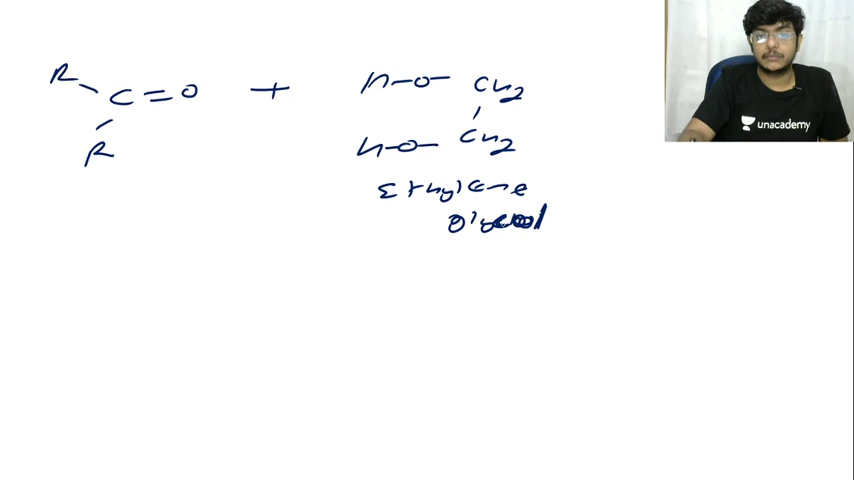 R
C=O + H-O- CH2
R H-O- CH2
Ethylene
Glycol
unacademy